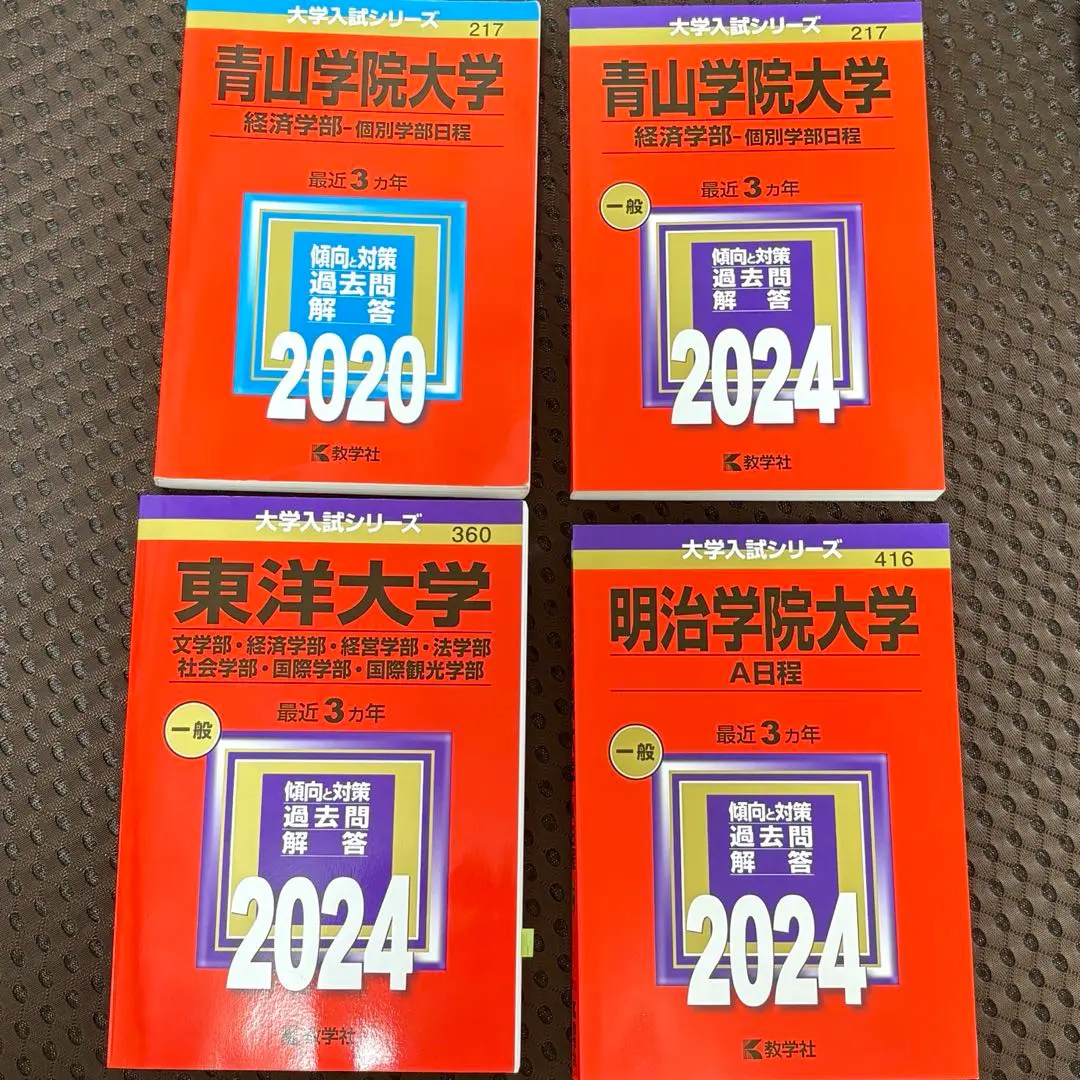 大学入試シリーズ
217
青山学院大学
経済学部-個別学部日程
最近3ヵ年
傾向と対策
過去問
解答
2020
教学社
大学入試シリーズ
217
青山学院大学
経済学部-個別学部日程
一般
最近3ヵ年
傾向と対策
過去問
解答
2024
教学社
大学入試シリーズ
360
東洋大学
文学部・経済学部・経営学部・法学部
社会学部・国際学部・国際観光学部
一般
最近3ヵ年
傾向と対策
過去問
解答
2024
教学社
大学入試シリーズ
416
明治学院大学
A日程
一般
最近3ヵ年
傾向と対策
過去問
解答
2024
教学社